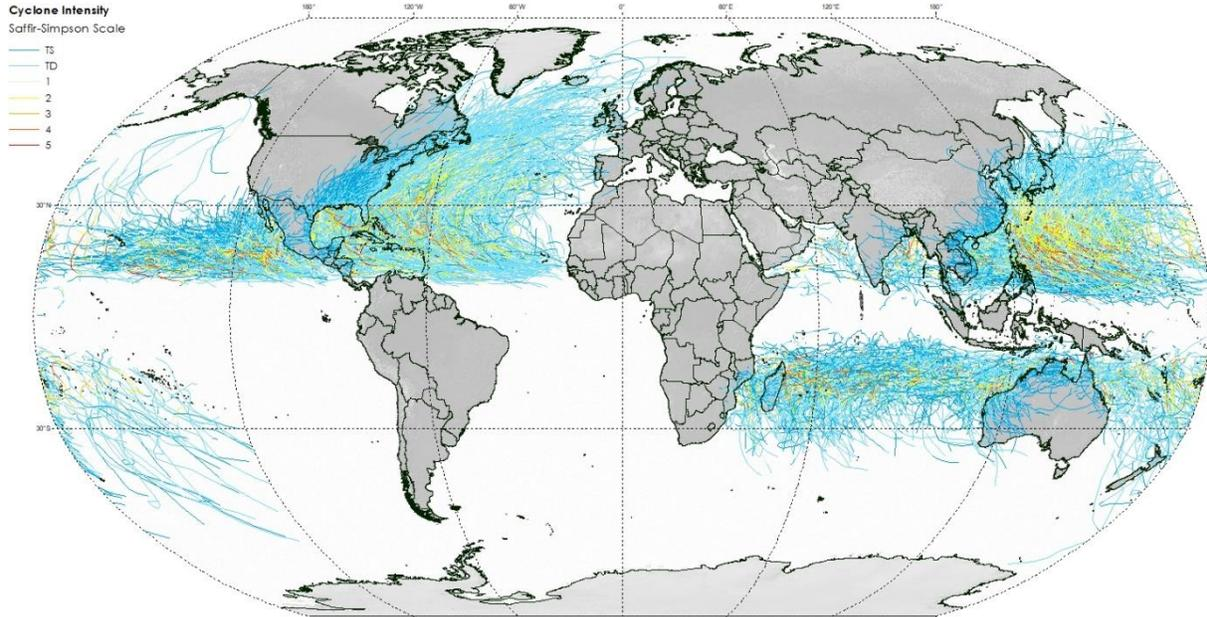 Cyclone Intensity
Saffir-Simpson Scale
TS
TD
1
2
3
4
5
180°
120°W
60°W
0°
60°E
120°E
180°
30°N
30°S